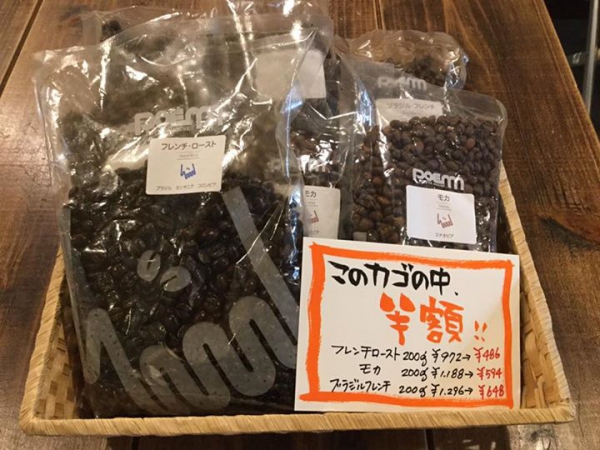 フレンチ・ロースト
ブラジル タンザニア コロンビア
ブラジル フレンチ
モカ
エチオピア
モカ
このカゴの中、
半額!!
フレンチロースト 200g ¥972→ ¥486
モカ 200g ¥1.188→ ¥594
ブラジルフレンチ 200g ¥1.296→ ¥648